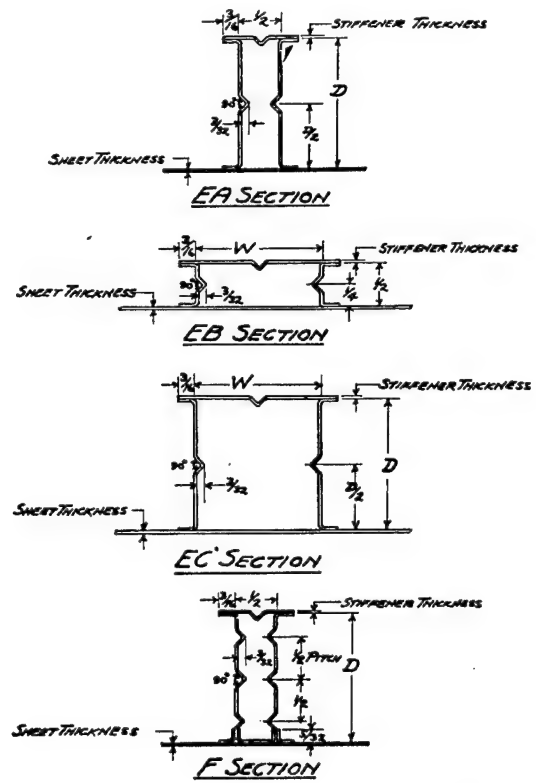 3/16 1/2 STIFFENER THICKNESS
D
90°
3/32 D/2
SHEET THICKNESS
EA SECTION
3/16 W STIFFENER THICKNESS
90° 3/32 1/4 1/2
SHEET THICKNESS
EB SECTION
3/16 W STIFFENER THICKNESS
D
90°
3/32 D/2
SHEET THICKNESS
EC SECTION
3/16 1/2 STIFFENER THICKNESS
3/32 1/2 PITCH D
90°
1/2
SHEET THICKNESS
F SECTION